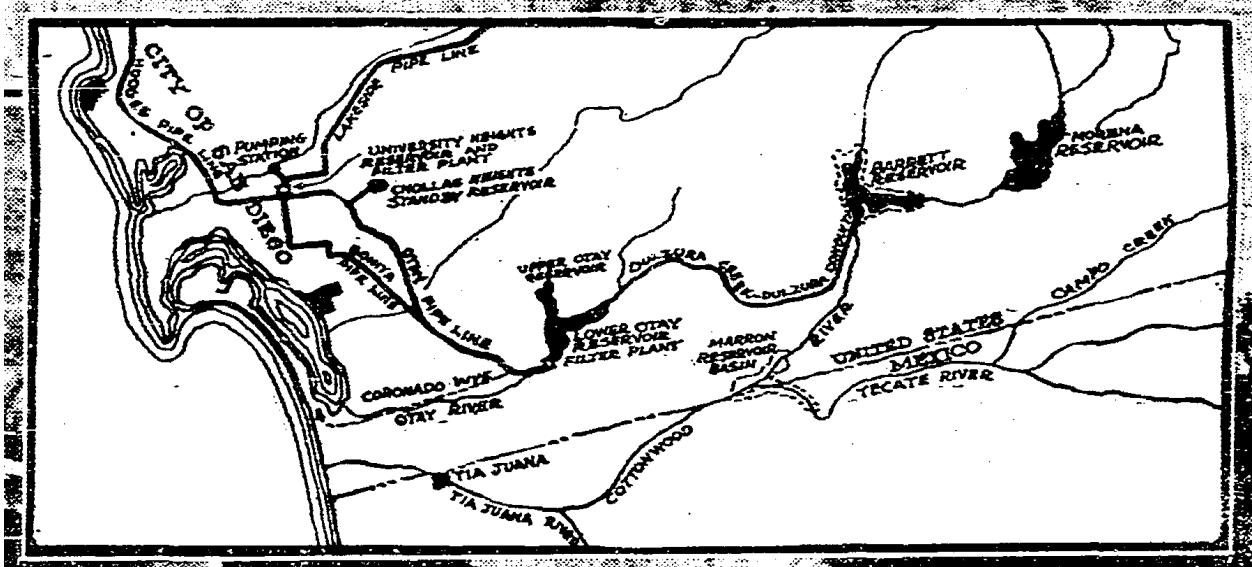 CITY OF
SAN DIEGO
PIPE LINE
PIPE LINE
LAKESIDE
PUMPING
STATION
UNIVERSITY HEIGHTS
RESERVOIR AND
FILTER PLANT
CHOLLAS HEIGHTS
STANDBY RESERVOIR
MORENA
RESERVOIR
BARRETT
RESERVOIR
BONITA
PIPE LINE
OTAY PIPE LINE
UPPER OTAY
RESERVOIR
DULZURA
CREEK-DULZURA CONDUIT
LOWER OTAY
RESERVOIR
FILTER PLANT
MARRON
RESERVOIR
BASIN
RIVER
CAMPO CREEK
UNITED STATES
MEXICO
TECATE RIVER
CORONADO
OTAY RIVER
COTTONWOOD
TIA JUANA
TIA JUANA RIVER